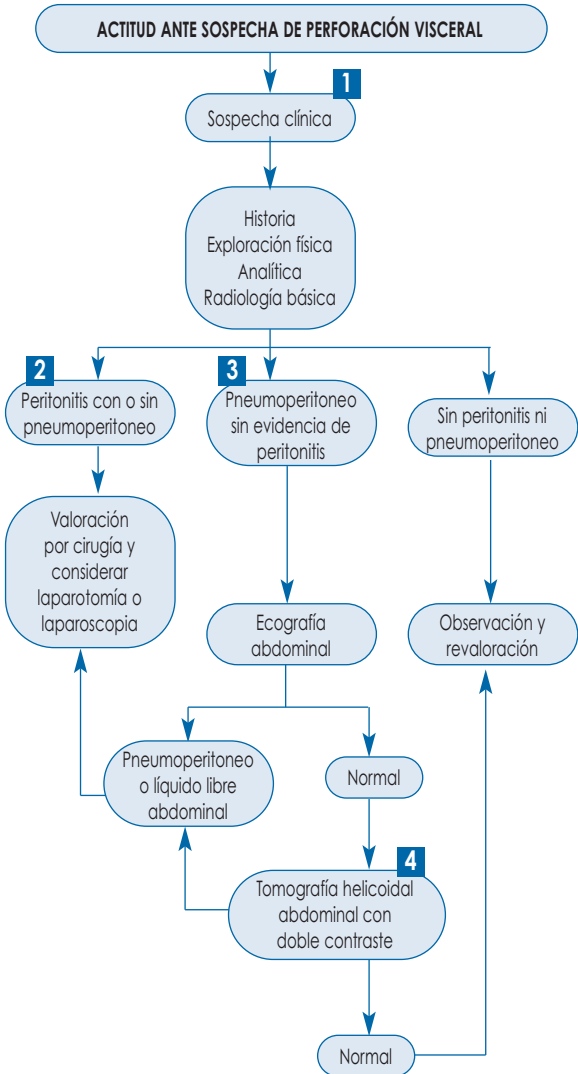 ACTITUD ANTE SOSPECHA DE PERFORACIÓN VISCERAL
1
Sospecha clínica
Historia
Exploración física
Analítica
Radiología básica
2
Peritonitis con o sin
pneumoperitoneo
3
Pneumoperitoneo
sin evidencia de
peritonitis
Sin peritonitis ni
pneumoperitoneo
Valoración
por cirugía y
considerar
laparotomía o
laparoscopia
Ecografía
abdominal
Observación y
revaloración
Pneumoperitoneo
o líquido libre
abdominal
Normal
4
Tomografía helicoidal
abdominal con
doble contraste
Normal